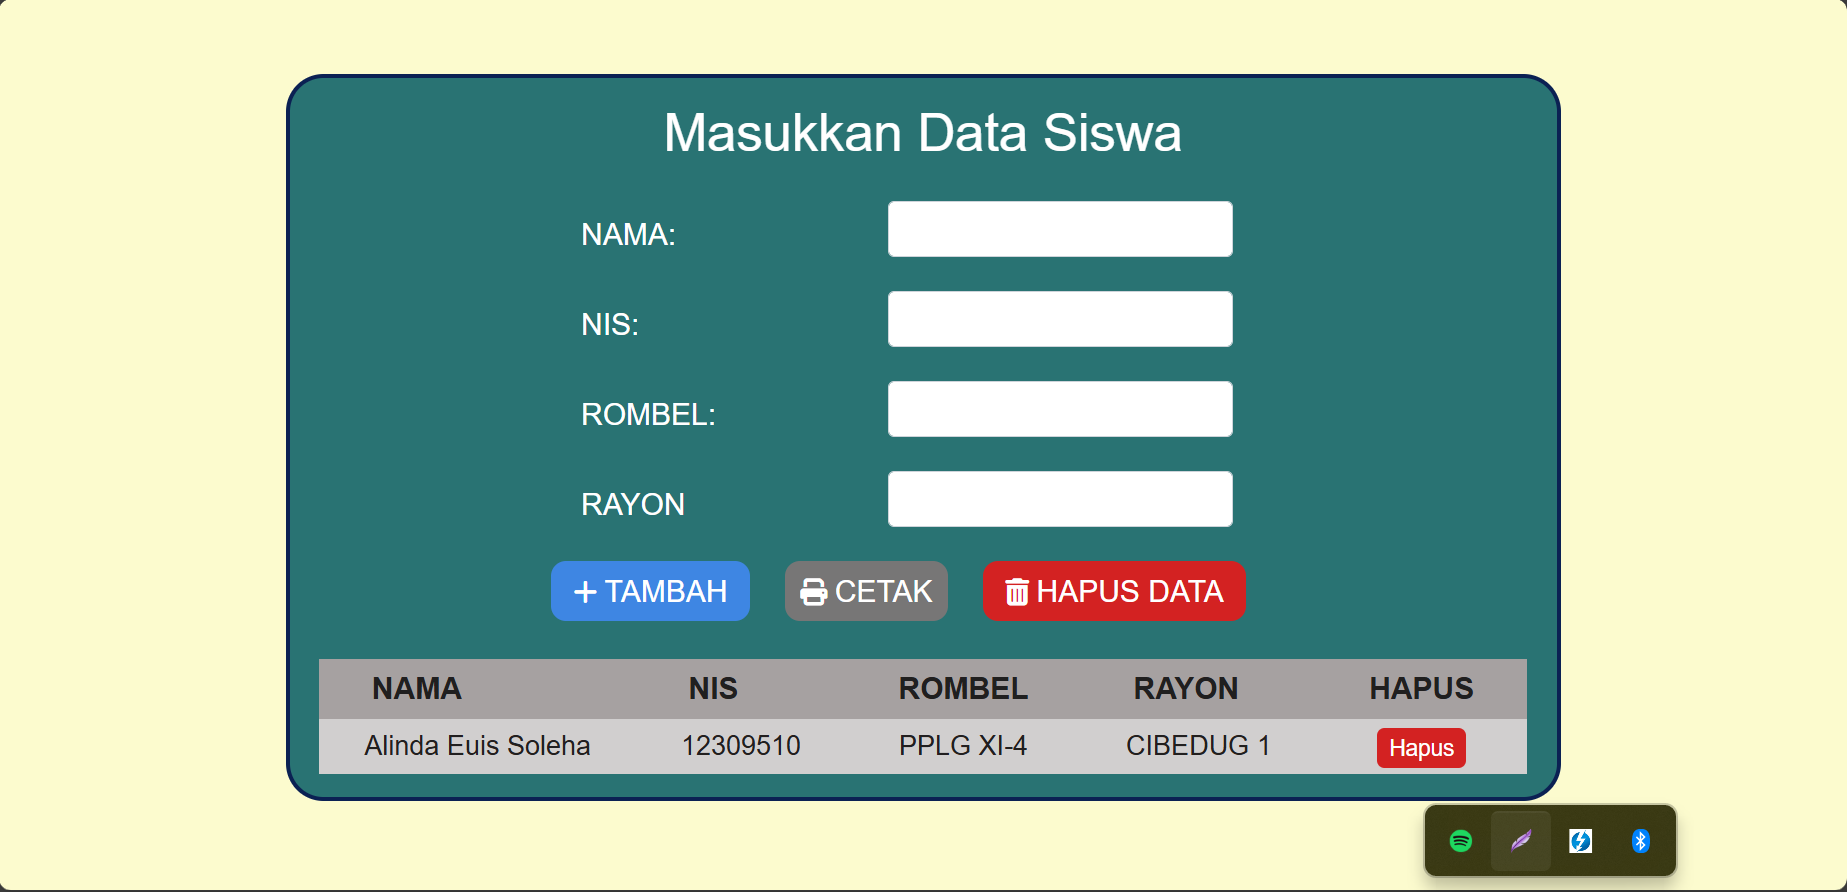 Masukkan Data Siswa
NAMA:
NIS:
ROMBEL:
RAYON
TAMBAH CETAK HAPUS DATA
NAMA NIS ROMBEL RAYON HAPUS
Alinda Euis Soleha 12309510 PPLG XI-4 CIBEDUG 1 Hapus